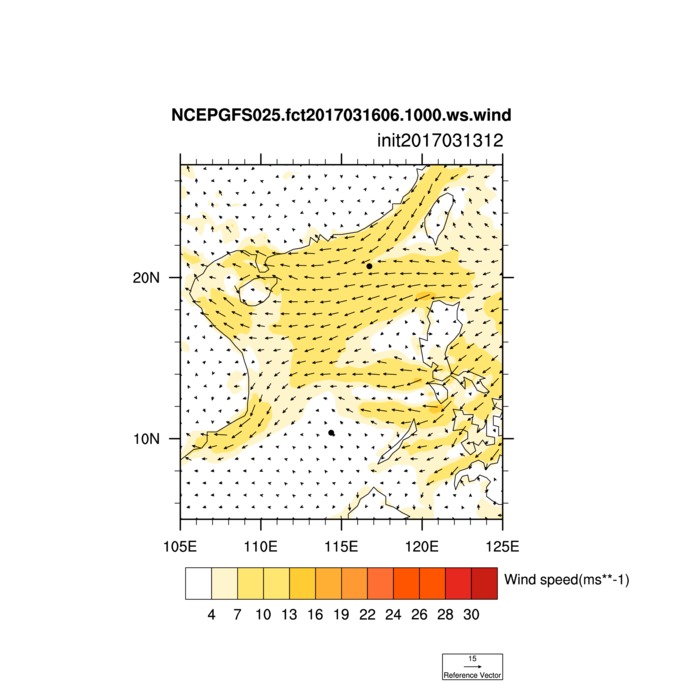 NCEPGFS025.fct2017031606.1000.ws.wind
init2017031312
20N
10N
105E 110E 115E 120E 125E
Wind speed(ms**-1)
4 7 10 13 16 19 22 24 26 28 30
15
Reference Vector